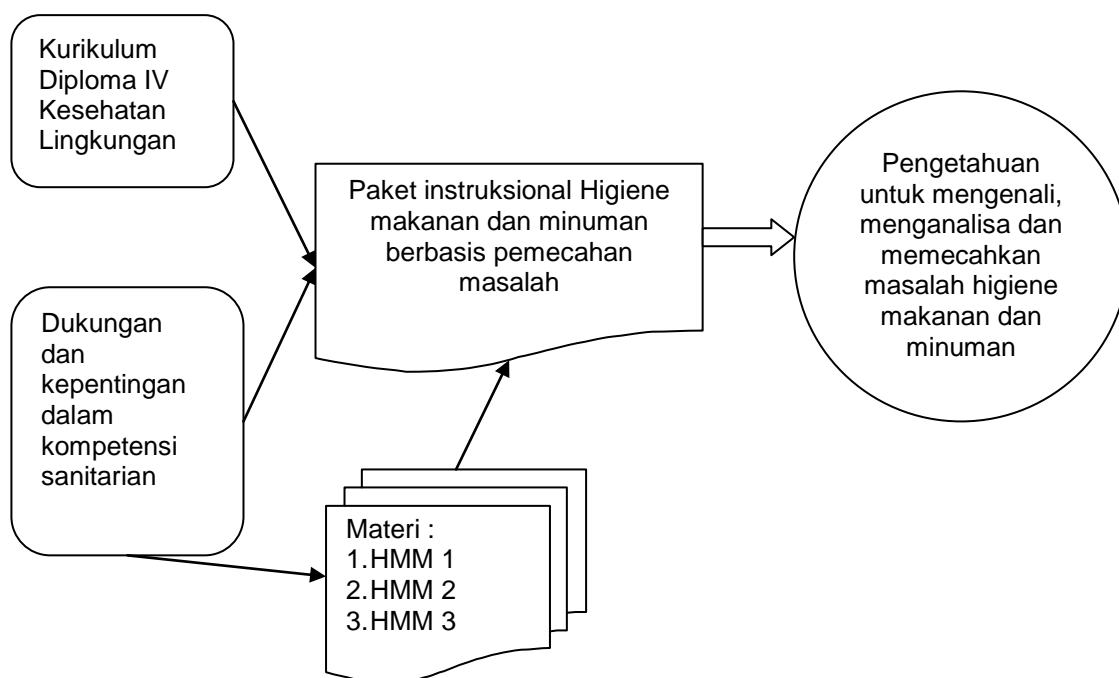 Kurikulum
Diploma IV
Kesehatan
Lingkungan
Paket instruksional Higiene
makanan dan minuman
berbasis pemecahan
masalah
Pengetahuan
untuk mengenali,
menganalisa dan
memecahkan
masalah higiene
makanan dan
minuman
Dukungan
dan
kepentingan
dalam
kompetensi
sanitarian
Materi :
1.HMM 1
2.HMM 2
3.HMM 3